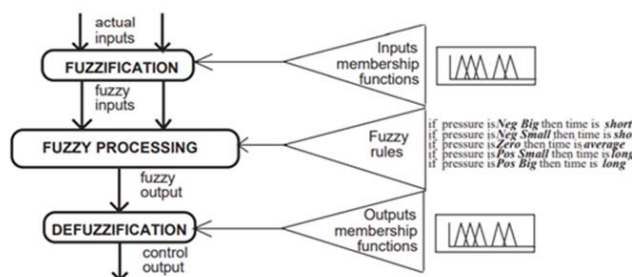 actual
inputs
FUZZIFICATION
fuzzy
inputs
FUZZY PROCESSING
fuzzy
output
DEFUZZIFICATION
control
output
Inputs
membership
functions
Fuzzy
rules
if pressure is Neg Big then time is short
if pressure is Neg Small then time is sho
if pressure is Zero then time is average
if pressure is Pos Small then time is long
if pressure is Pos Big then time is long
Outputs
membership
functions